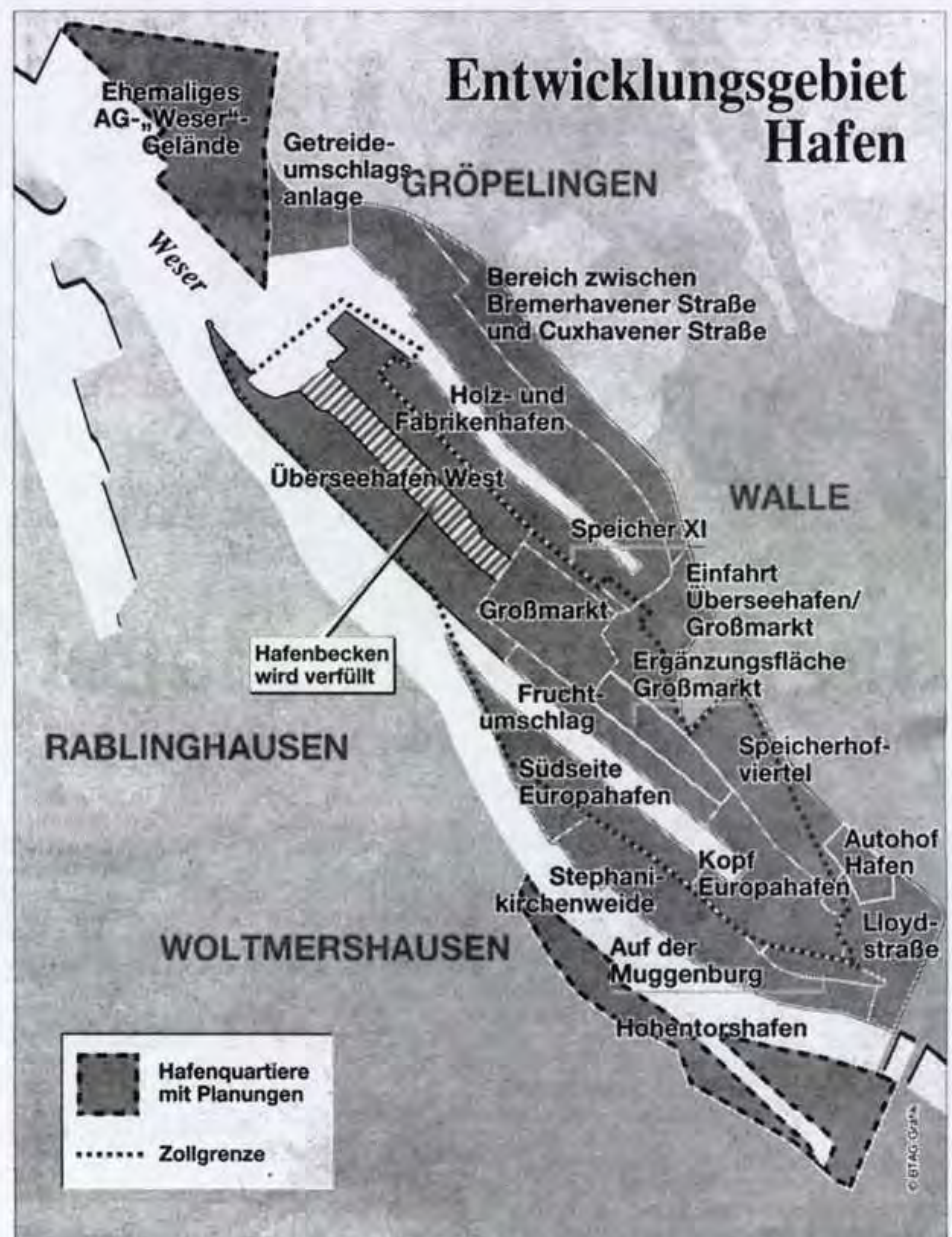 Entwicklungsgebiet
Hafen
Ehemaliges
AG-„Weser"-
Gelände
Getreide-
umschlags-
anlage
GRÖPELINGEN
Weser
Bereich zwischen
Bremerhavener Straße
und Cuxhavener Straße
Holz- und
Fabrikenhafen
Überseehafen West
WALLE
Speicher XI
Einfahrt
Überseehafen/
Großmarkt
Großmarkt
Hafenbecken
wird verfüllt
Ergänzungsfläche
Großmarkt
Frucht-
umschlag
RABLINGHAUSEN
Speicherhof-
viertel
Südseite
Europahafen
Autohof
Hafen
Kopf
Europahafen
Stephani-
kirchenweide
Lloyd-
straße
WOLTMERSHAUSEN
Auf der
Muggenburg
Hohentorshafen
Hafenquartiere
mit Planungen
Zollgrenze
© BTAG